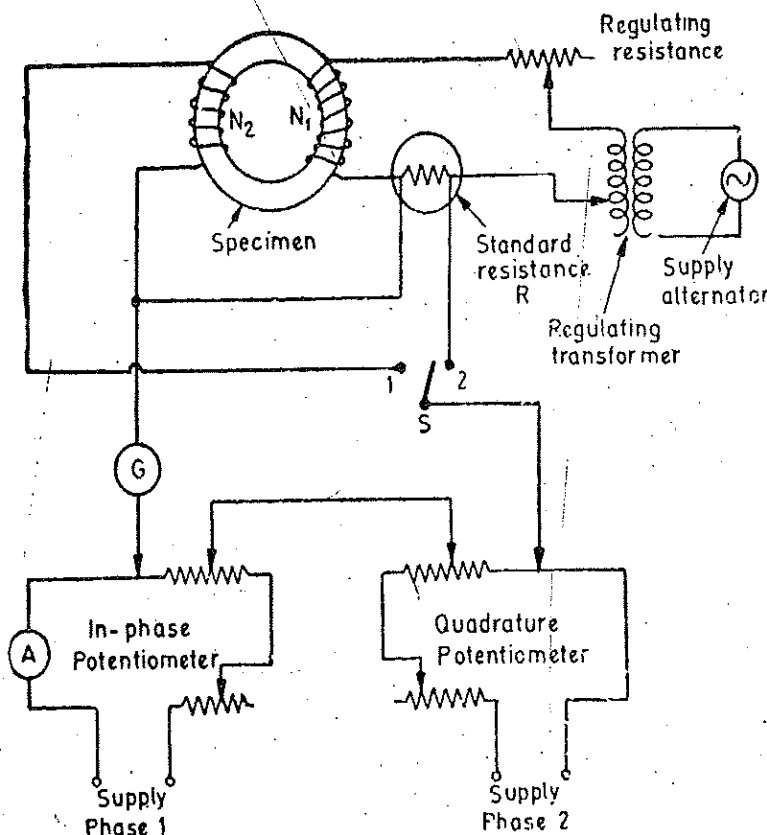 Regulating
resistance
N₂
N₁
Specimen
Standard
resistance
R
Supply
alternator
Regulating
transformer
1
2
S
G
A
In-phase
Potentiometer
Quadrature
Potentiometer
Supply
Phase 1
Supply
Phase 2